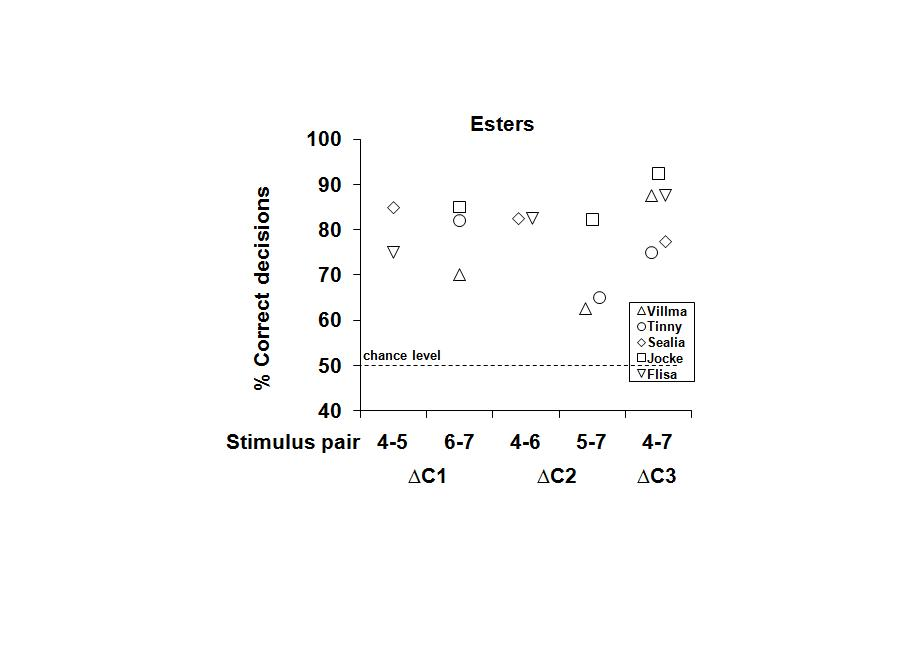 Esters
% Correct decisions
100
90
80
70
60
50
40
chance level
Villma
Tinny
Sealia
Jocke
Flisa
Stimulus pair 4-5 6-7 4-6 5-7 4-7
ΔC1 ΔC2 ΔC3